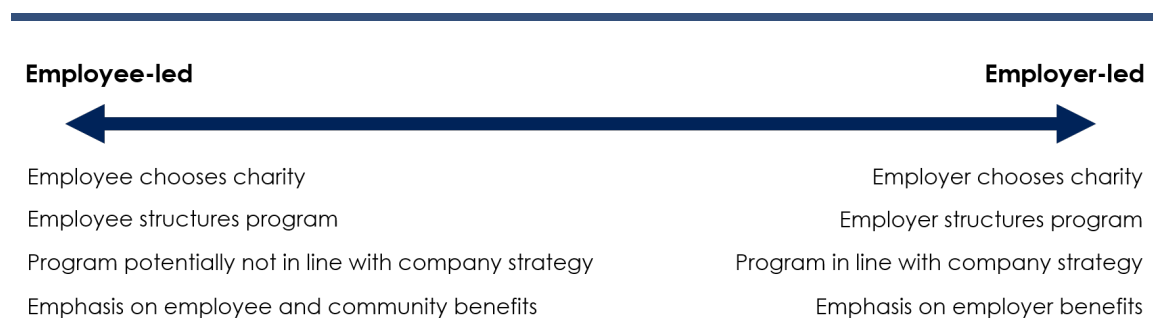 Employee-led
Employer-led
Employee chooses charity
Employer chooses charity
Employee structures program
Employer structures program
Program potentially not in line with company strategy
Program in line with company strategy
Emphasis on employee and community benefits
Emphasis on employer benefits